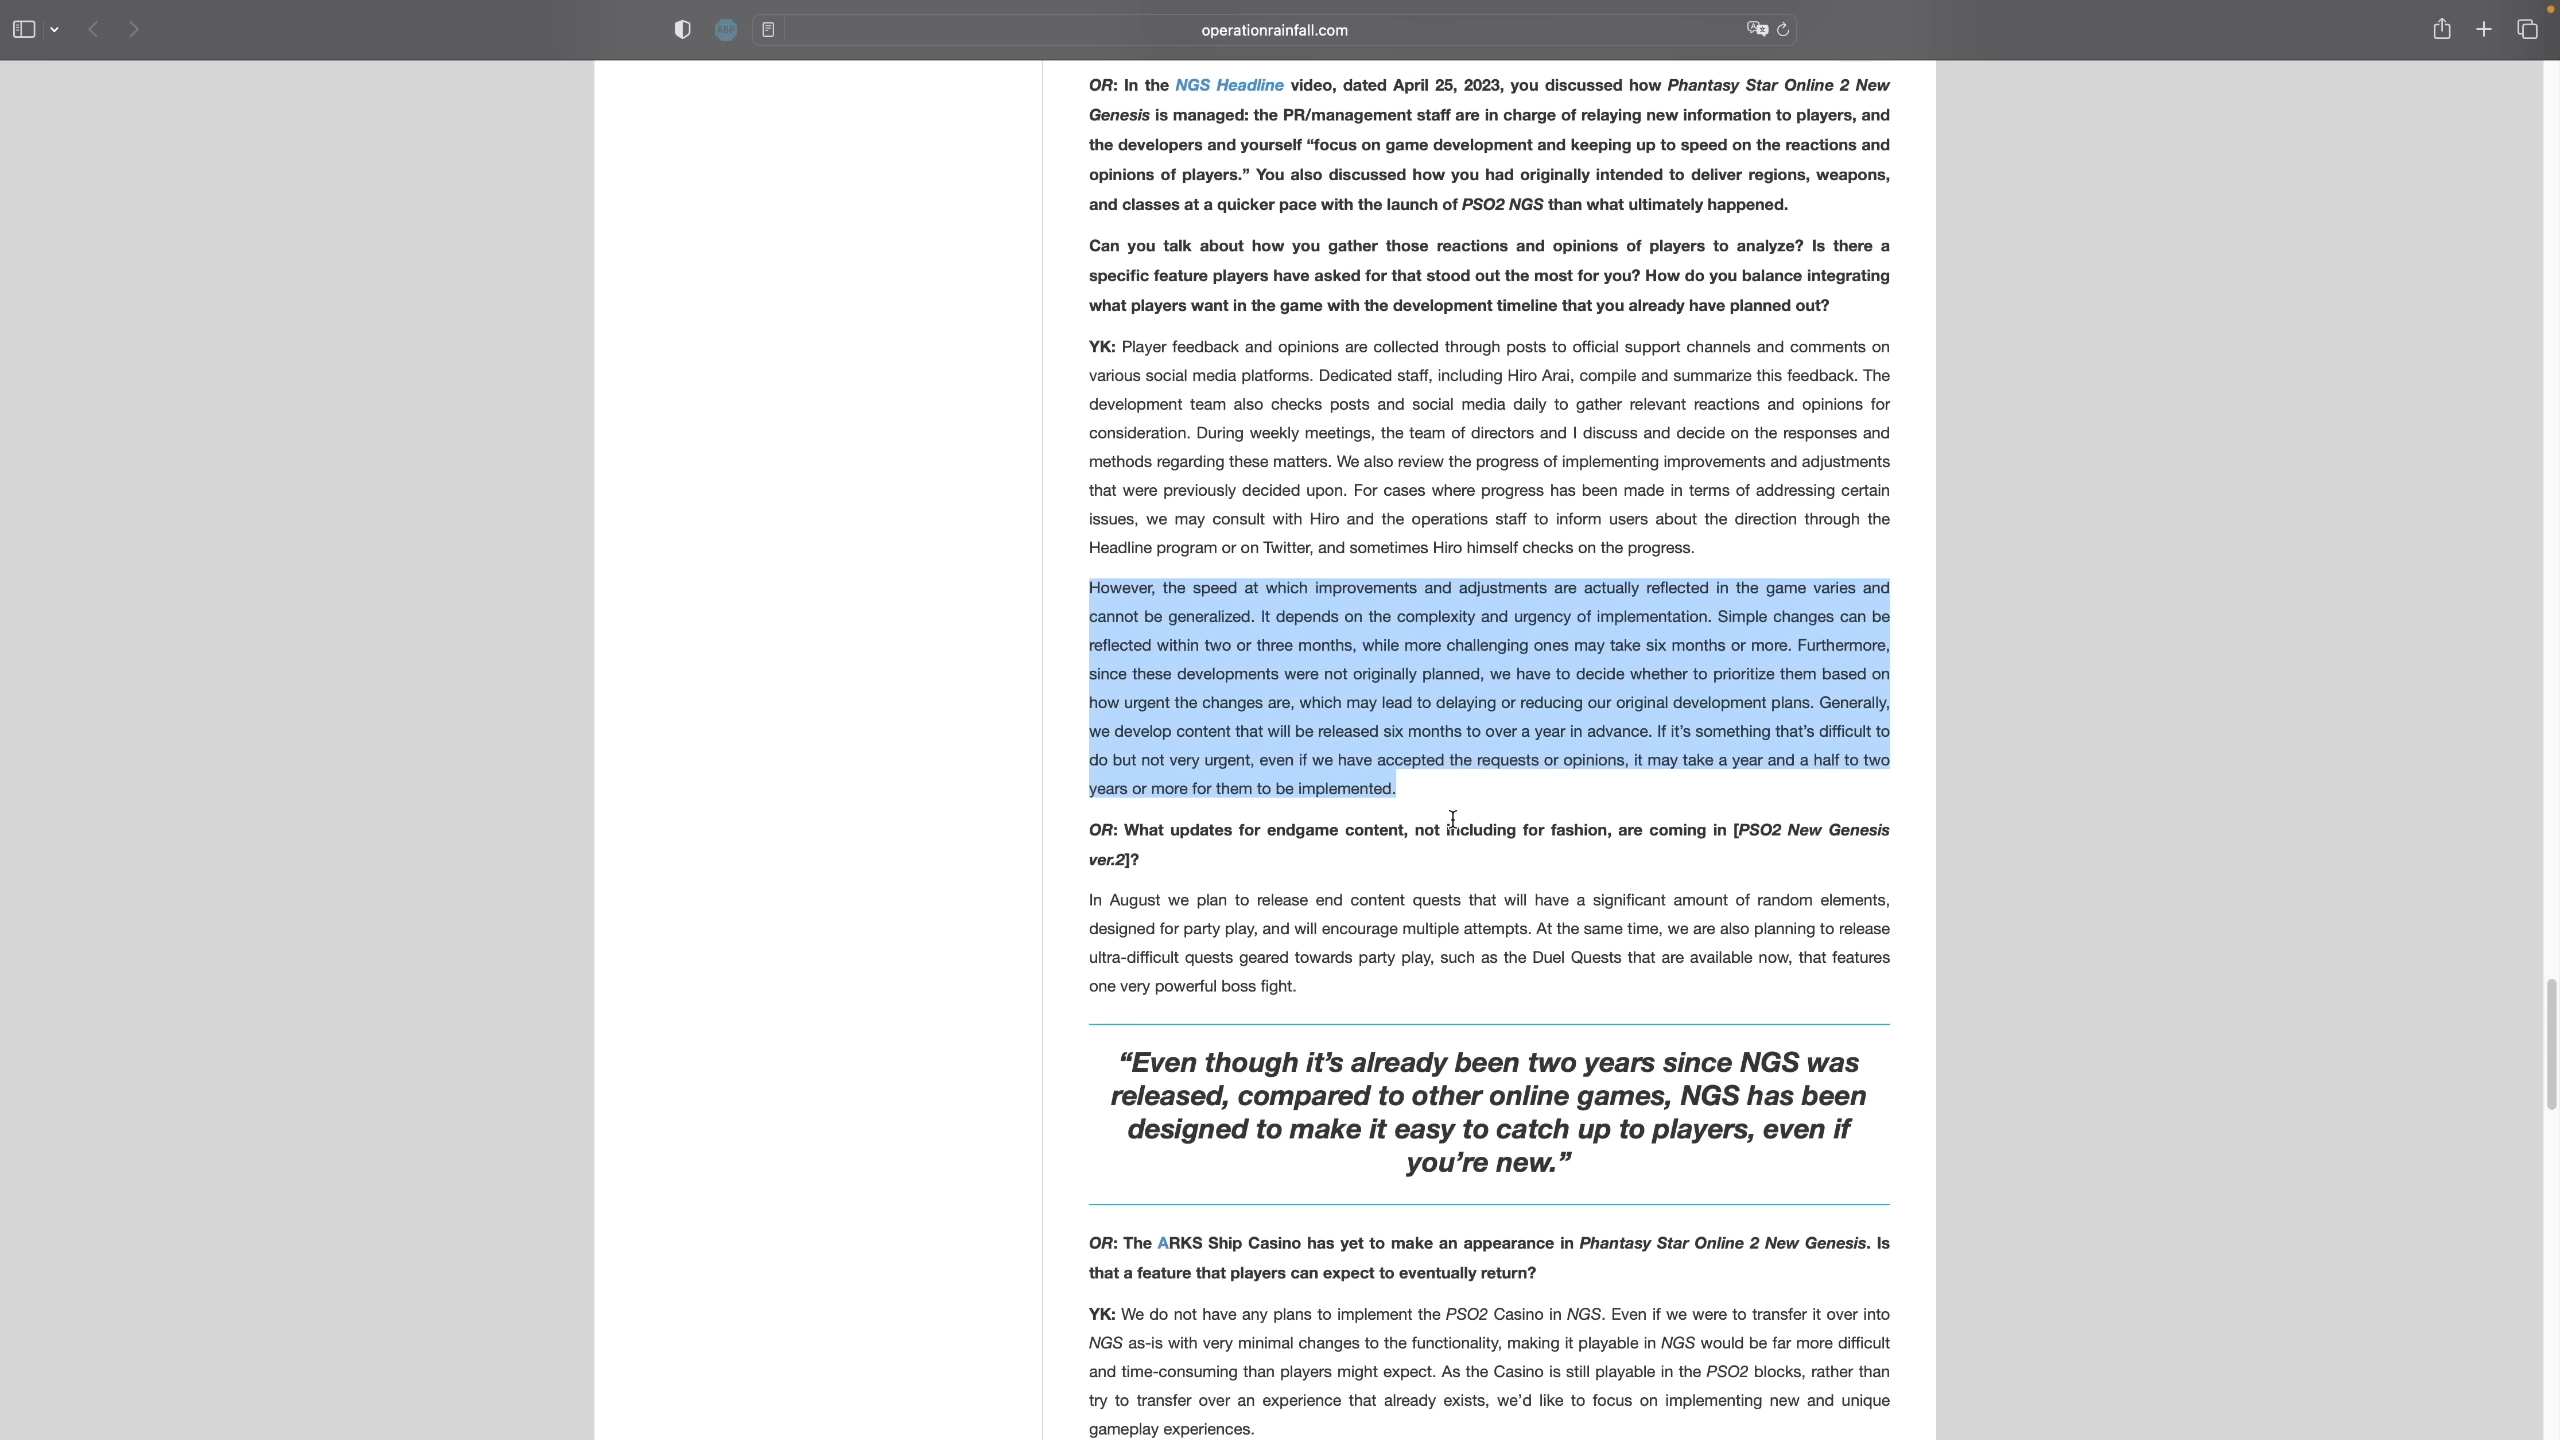 operationrainfall.com
OR: In the NGS Headline video, dated April 25, 2023, you discussed how Phantasy Star Online 2 New
Genesis is managed: the PR/management staff are in charge of relaying new information to players, and
the developers and yourself “focus on game development and keeping up to speed on the reactions and
opinions of players.” You also discussed how you had originally intended to deliver regions, weapons,
and classes at a quicker pace with the launch of PSO2 NGS than what ultimately happened.
Can you talk about how you gather those reactions and opinions of players to analyze? Is there a
specific feature players have asked for that stood out the most for you? How do you balance integrating
what players want in the game with the development timeline that you already have planned out?
YK: Player feedback and opinions are collected through posts to official support channels and comments on
various social media platforms. Dedicated staff, including Hiro Arai, compile and summarize this feedback. The
development team also checks posts and social media daily to gather relevant reactions and opinions for
consideration. During weekly meetings, the team of directors and I discuss and decide on the responses and
methods regarding these matters. We also review the progress of implementing improvements and adjustments
that were previously decided upon. For cases where progress has been made in terms of addressing certain
issues, we may consult with Hiro and the operations staff to inform users about the direction through the
Headline program or on Twitter, and sometimes Hiro himself checks on the progress.
However, the speed at which improvements and adjustments are actually reflected in the game varies and
cannot be generalized. It depends on the complexity and urgency of implementation. Simple changes can be
reflected within two or three months, while more challenging ones may take six months or more. Furthermore,
since these developments were not originally planned, we have to decide whether to prioritize them based on
how urgent the changes are, which may lead to delaying or reducing our original development plans. Generally,
we develop content that will be released six months to over a year in advance. If it’s something that’s difficult to
do but not very urgent, even if we have accepted the requests or opinions, it may take a year and a half to two
years or more for them to be implemented.
OR: What updates for endgame content, not including for fashion, are coming in [PSO2 New Genesis
ver.2]?
In August we plan to release end content quests that will have a significant amount of random elements,
designed for party play, and will encourage multiple attempts. At the same time, we are also planning to release
ultra-difficult quests geared towards party play, such as the Duel Quests that are available now, that features
one very powerful boss fight.
“Even though it’s already been two years since NGS was
released, compared to other online games, NGS has been
designed to make it easy to catch up to players, even if
you’re new.”
OR: The ARKS Ship Casino has yet to make an appearance in Phantasy Star Online 2 New Genesis. Is
that a feature that players can expect to eventually return?
YK: We do not have any plans to implement the PSO2 Casino in NGS. Even if we were to transfer it over into
NGS as-is with very minimal changes to the functionality, making it playable in NGS would be far more difficult
and time-consuming than players might expect. As the Casino is still playable in the PSO2 blocks, rather than
try to transfer over an experience that already exists, we’d like to focus on implementing new and unique
gameplay experiences.